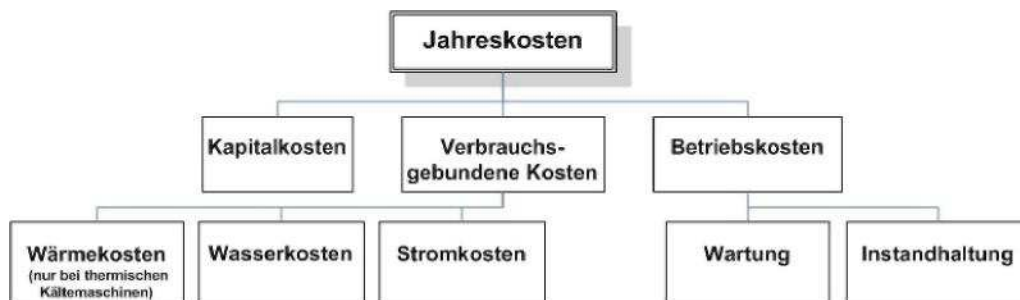 Jahreskosten
Kapitalkosten
Verbrauchs-
gebundene Kosten
Betriebskosten
Wärmekosten
(nur bei thermischen
Kältemaschinen)
Wasserkosten
Stromkosten
Wartung
Instandhaltung